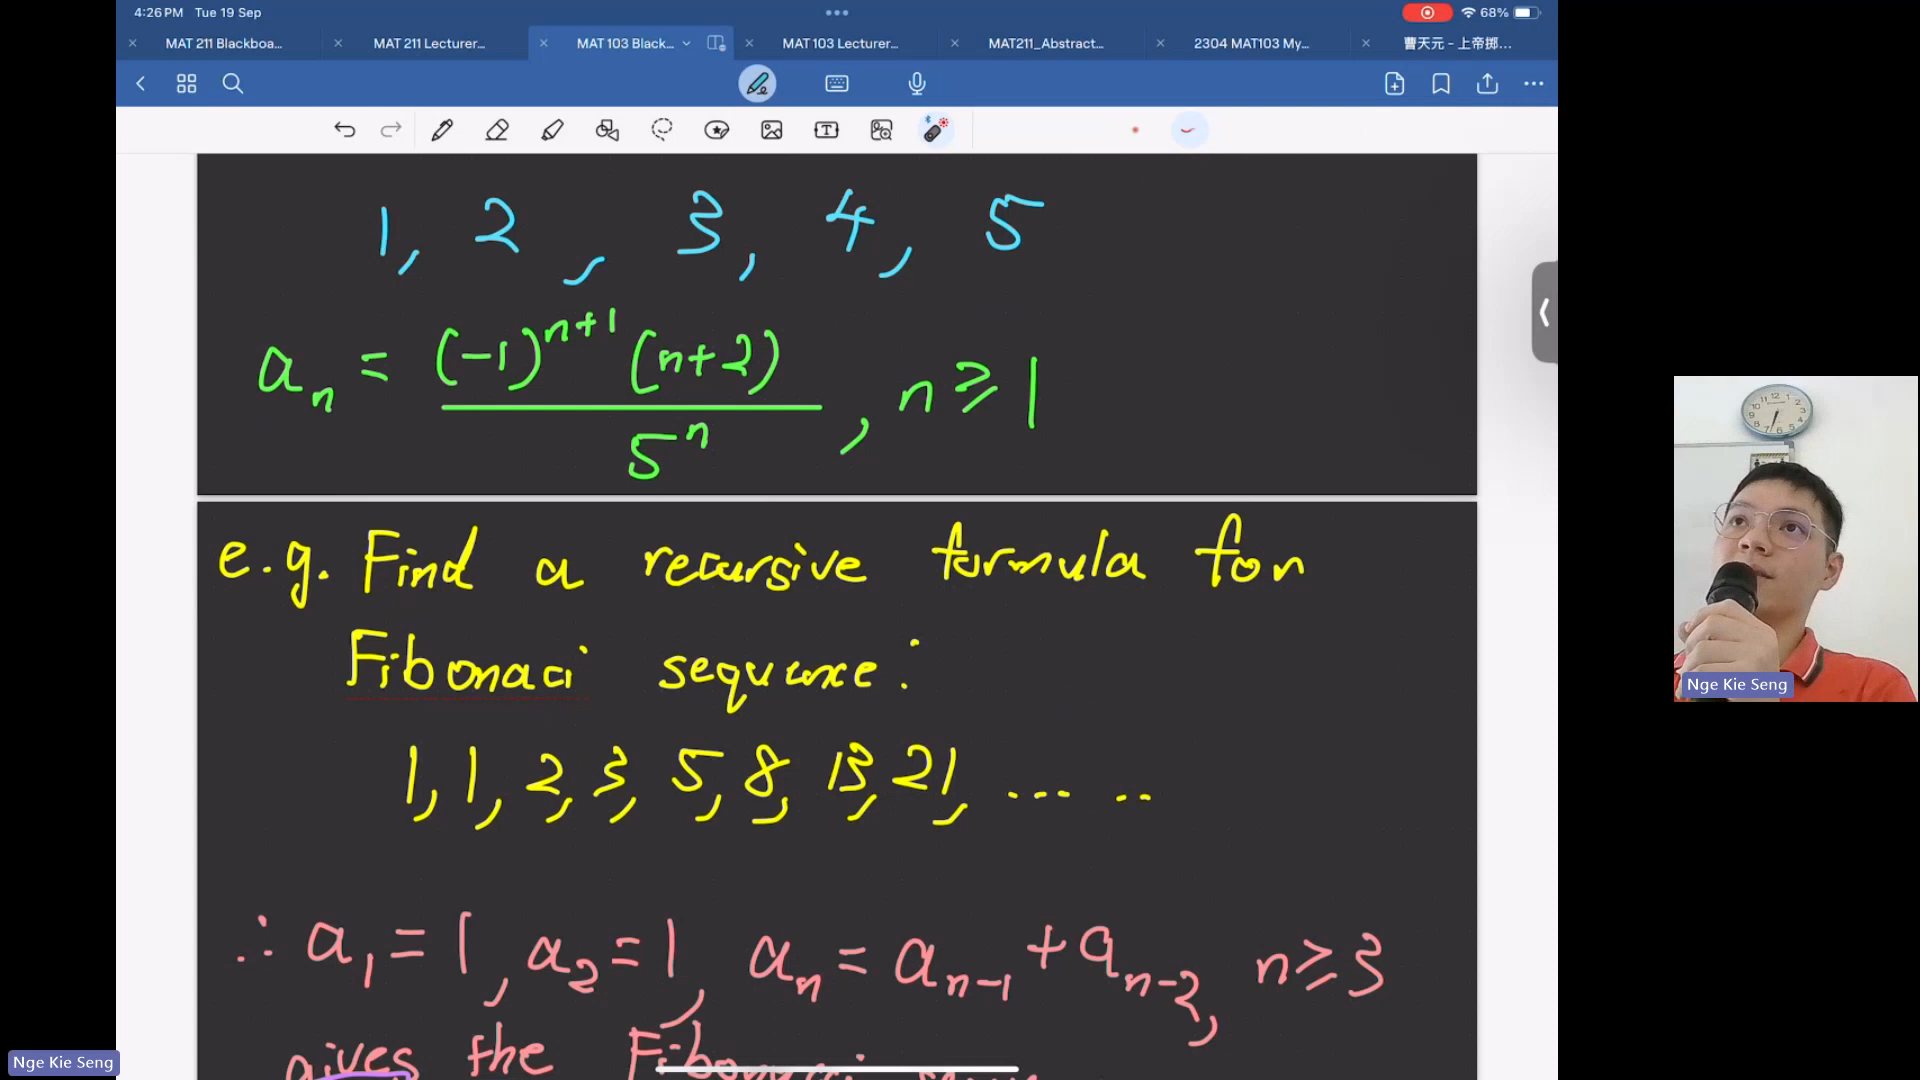 4:26 PM Tue 19 Sep
68%
MAT 211 Blackboa...
MAT 211 Lecturer...
MAT 103 Black...
MAT 103 Lecturer...
MAT211_Abstract...
2304 MAT103 My...
曹天元 - 上帝掷...
1, 2, 3, 4, 5
aₙ = (-1)ⁿ⁺¹ (n+2) / 5ⁿ , n ≥ 1
e.g. Find a recursive formula for
Fibonaci sequence:
1, 1, 2, 3, 5, 8, 13, 21, ... ..
∴ a₁ = 1, a₂ = 1, aₙ = aₙ₋₁ + aₙ₋₂, n ≥ 3
gives the
Nge Kie Seng
Nge Kie Seng